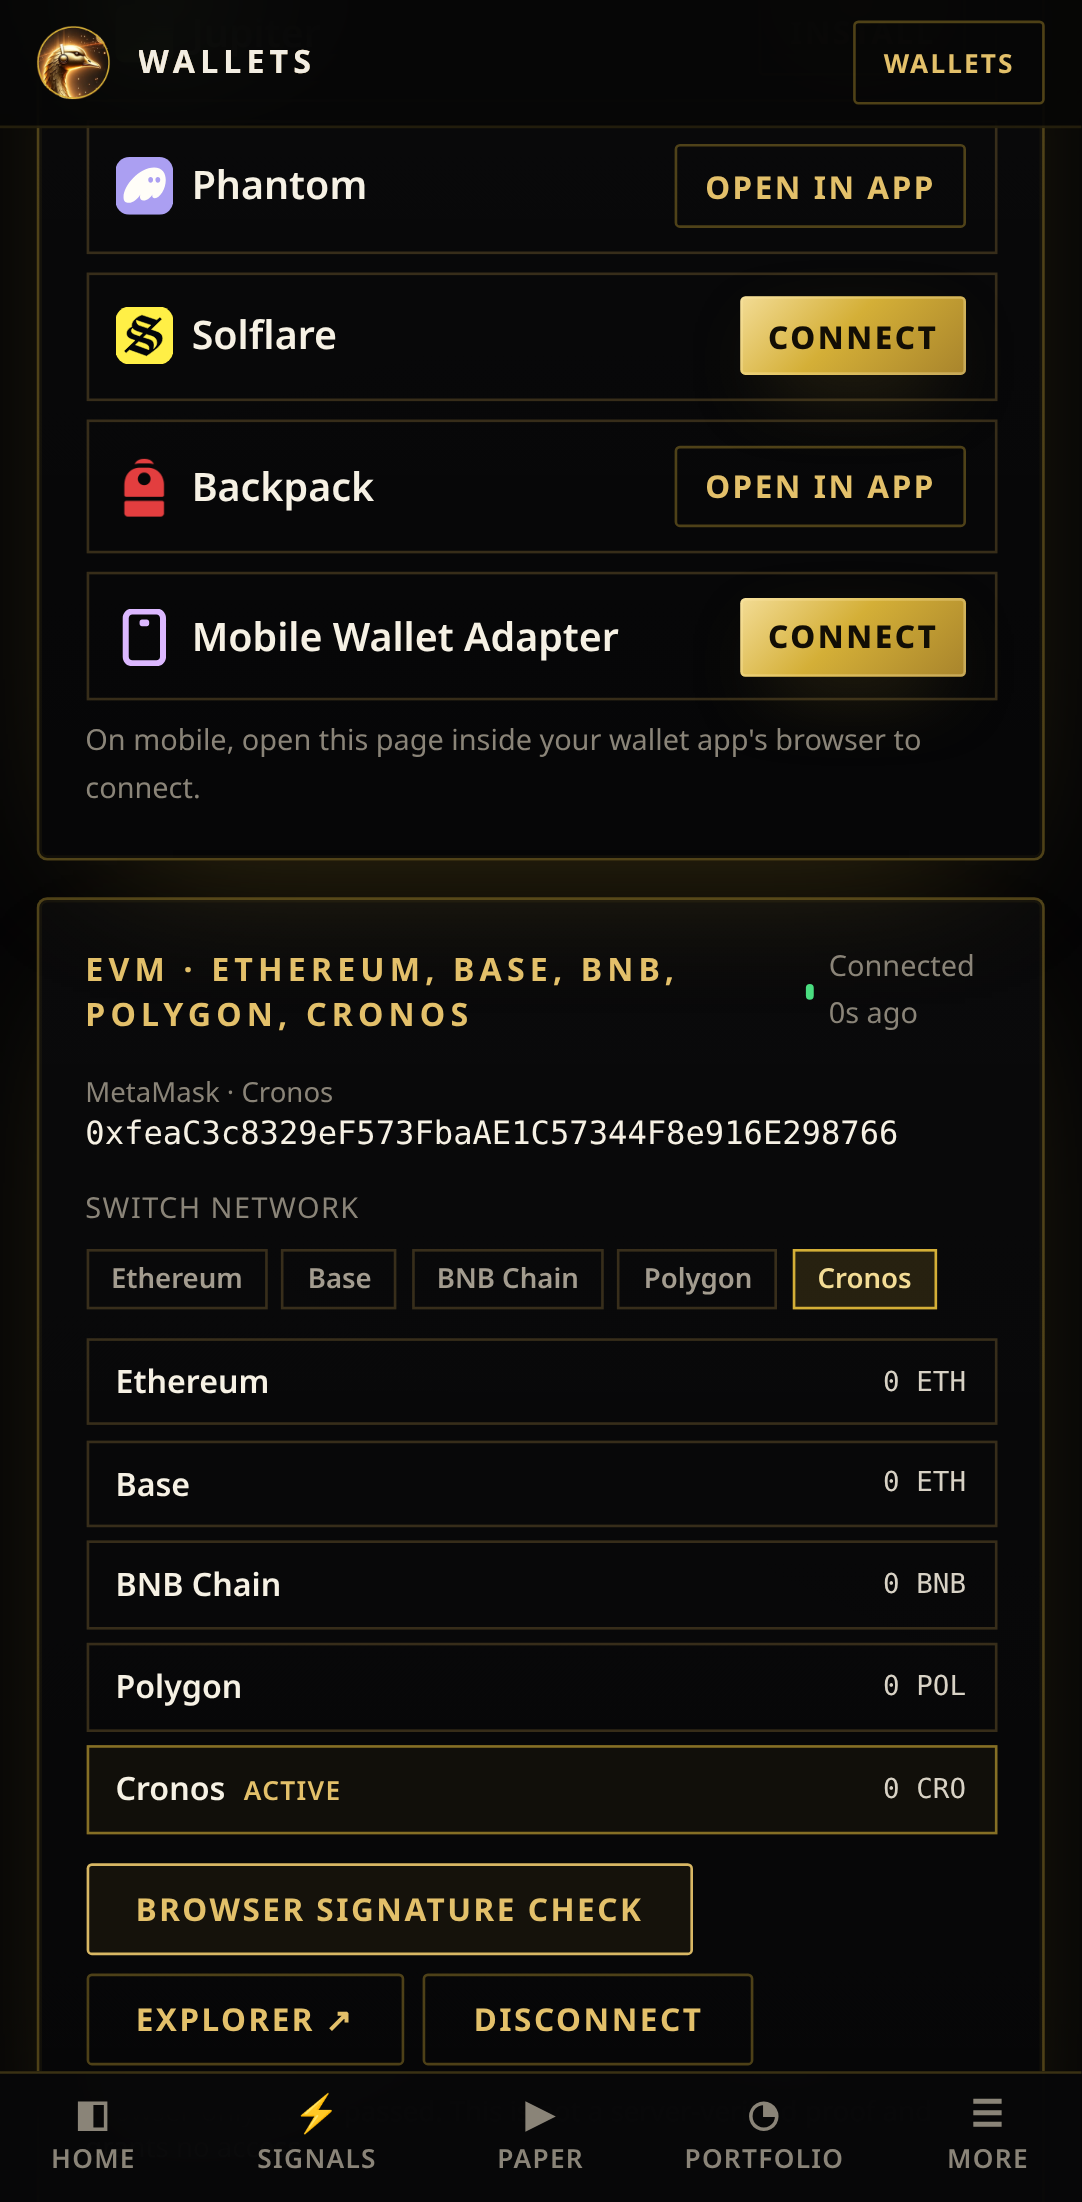 WALLETS
WALLETS
Phantom
OPEN IN APP
Solflare
CONNECT
Backpack
OPEN IN APP
Mobile Wallet Adapter
CONNECT
On mobile, open this page inside your wallet app's browser to
connect.
EVM · ETHEREUM, BASE, BNB,
POLYGON, CRONOS
Connected
0s ago
MetaMask · Cronos
0xfeaC3c8329eF573FbaAE1C57344F8e916E298766
SWITCH NETWORK
Ethereum
Base
BNB Chain
Polygon
Cronos
Ethereum
0 ETH
Base
0 ETH
BNB Chain
0 BNB
Polygon
0 POL
Cronos ACTIVE
0 CRO
BROWSER SIGNATURE CHECK
EXPLORER ↗
DISCONNECT
HOME
SIGNALS
PAPER
PORTFOLIO
MORE